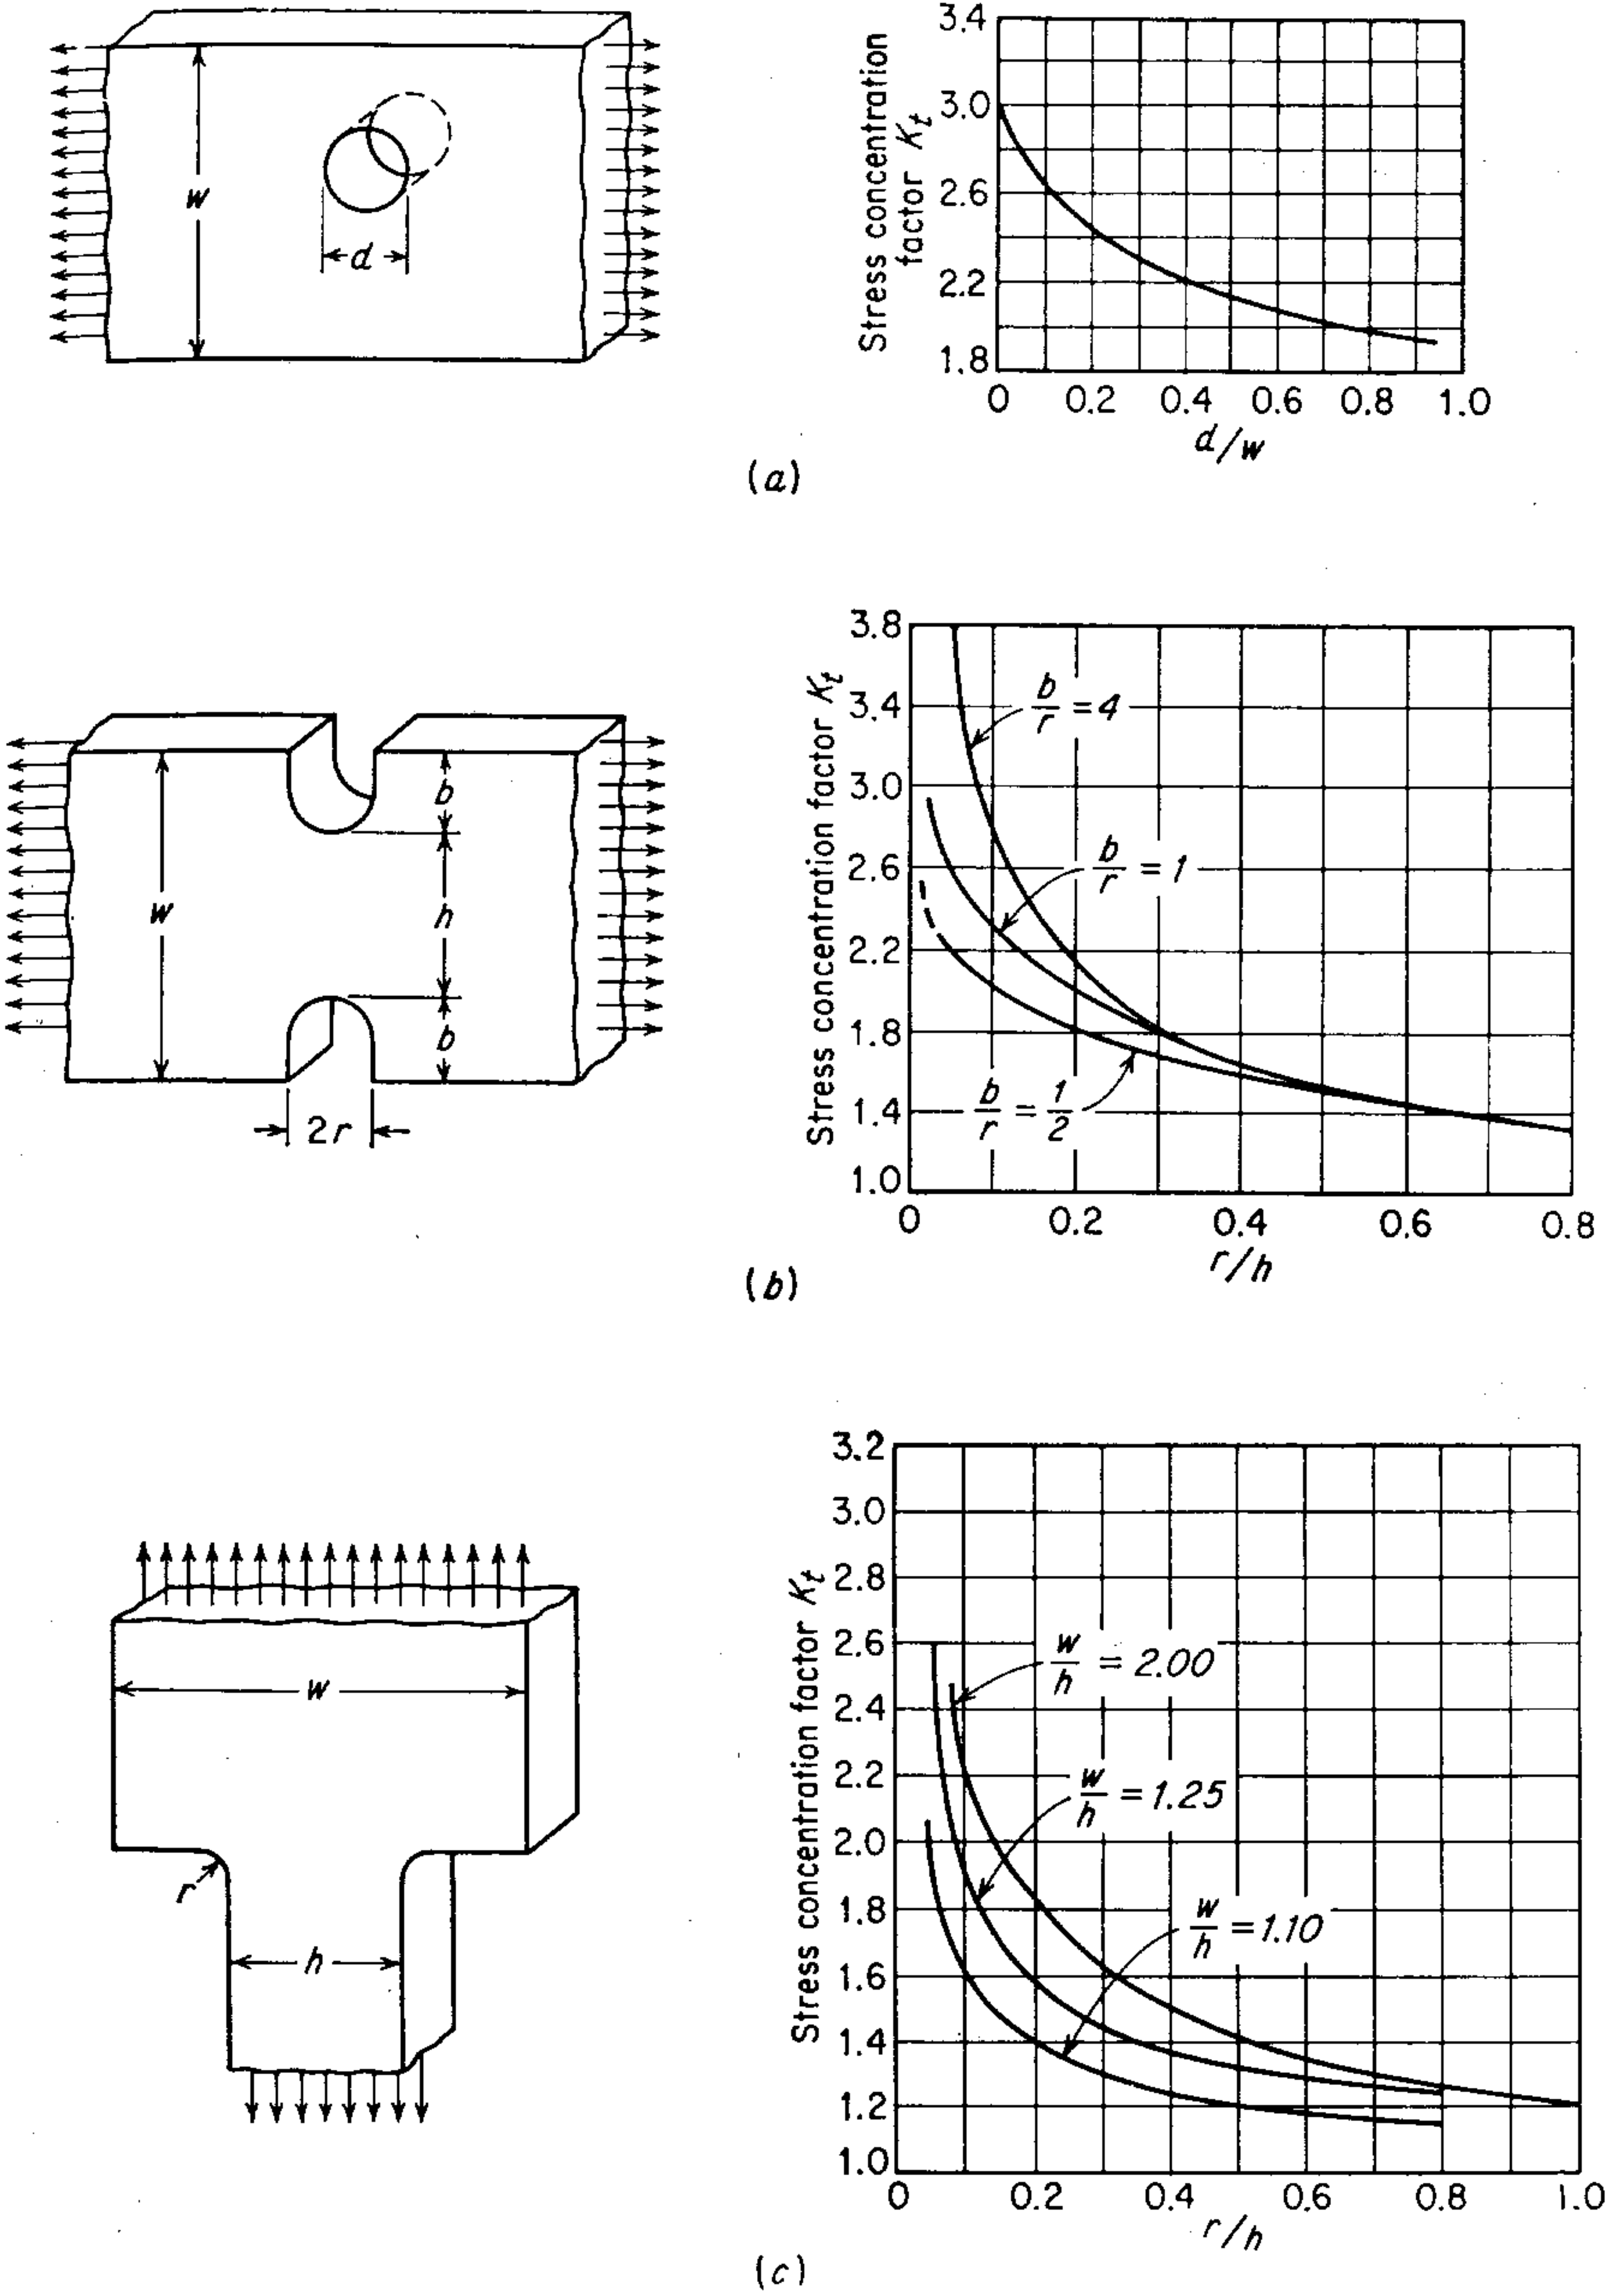 w
d
Stress concentration
factor Kt
3.4
3.0
2.6
2.2
1.8
0 0.2 0.4 0.6 0.8 1.0
d/w
(a)
w
b
h
b
2r
Stress concentration factor Kt
3.8
3.4
3.0
2.6
2.2
1.8
1.4
1.0
b/r = 4
b/r = 1
b/r = 1/2
0 0.2 0.4 0.6 0.8
r/h
(b)
w
r
h
Stress concentration factor Kt
3.2
3.0
2.8
2.6
2.4
2.2
2.0
1.8
1.6
1.4
1.2
1.0
w/h = 2.00
w/h = 1.25
w/h = 1.10
0 0.2 0.4 0.6 0.8 1.0
r/h
(c)